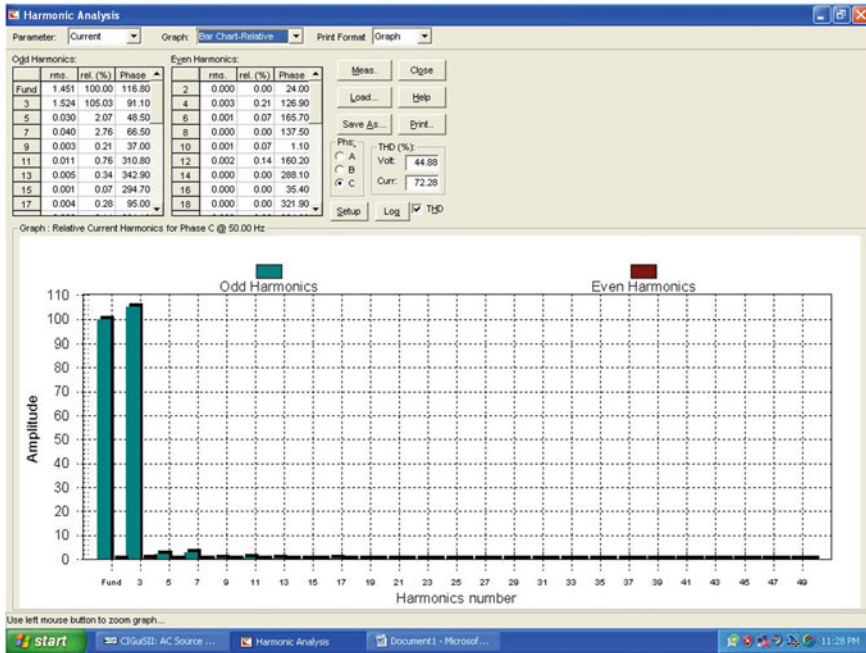 Harmonic Analysis
Parameter: Current Graph: Bar Chart-Relative Print Format Graph
Odd Harmonics:
rms. rel. (%) Phase
Fund 1.451 100.00 116.80
3 1.524 105.03 91.10
5 0.030 2.07 48.50
7 0.040 2.76 66.50
9 0.003 0.21 37.00
11 0.011 0.76 310.80
13 0.005 0.34 342.90
15 0.001 0.07 294.70
17 0.004 0.28 95.00
Even Harmonics:
rms. rel. (%) Phase
2 0.000 0.00 24.00
4 0.003 0.21 126.90
6 0.001 0.07 165.70
8 0.000 0.00 137.50
10 0.001 0.07 1.10
12 0.002 0.14 160.20
14 0.000 0.00 288.10
16 0.000 0.00 35.40
18 0.000 0.00 321.90
Meas. Close
Load... Help
Save As... Print...
Phs:
A
B
C
THD (%):
Volt: 44.88
Curr: 72.28
Setup Log THD
Graph : Relative Current Harmonics for Phase C @ 50.00 Hz
Odd Harmonics Even Harmonics
110
100
90
80
70
60
50
40
30
20
10
0
Amplitude
Fund 3 5 7 9 11 13 15 17 19 21 23 25 27 29 31 33 35 37 39 41 43 45 47 49
Harmonics number
Use left mouse button to zoom graph...
start CIGuiSII: AC Source ... Harmonic Analysis Document1 - Microsof... 11:28 PM